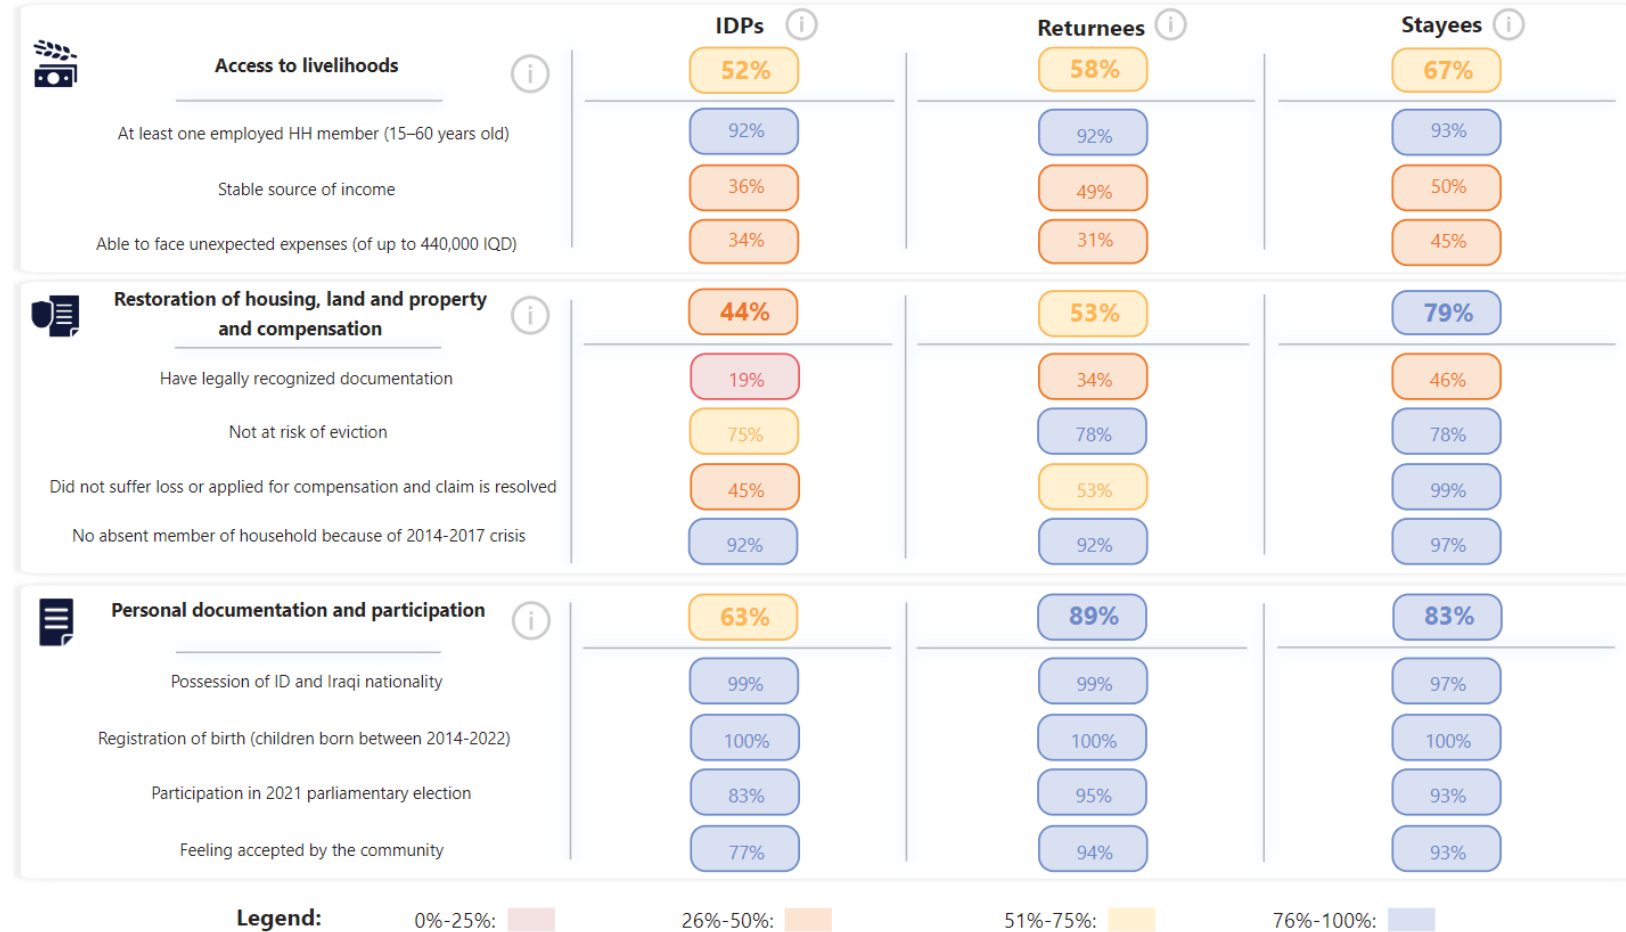 IDPs
Returnees
Stayees
Access to livelihoods
52%
58%
67%
At least one employed HH member (15–60 years old)
92%
92%
93%
Stable source of income
36%
49%
50%
Able to face unexpected expenses (of up to 440,000 IQD)
34%
31%
45%
Restoration of housing, land and property
and compensation
44%
53%
79%
Have legally recognized documentation
19%
34%
46%
Not at risk of eviction
75%
78%
78%
Did not suffer loss or applied for compensation and claim is resolved
45%
53%
99%
No absent member of household because of 2014-2017 crisis
92%
92%
97%
Personal documentation and participation
63%
89%
83%
Possession of ID and Iraqi nationality
99%
99%
97%
Registration of birth (children born between 2014-2022)
100%
100%
100%
Participation in 2021 parliamentary election
83%
95%
93%
Feeling accepted by the community
77%
94%
93%
Legend:
0%-25%:
26%-50%:
51%-75%:
76%-100%: